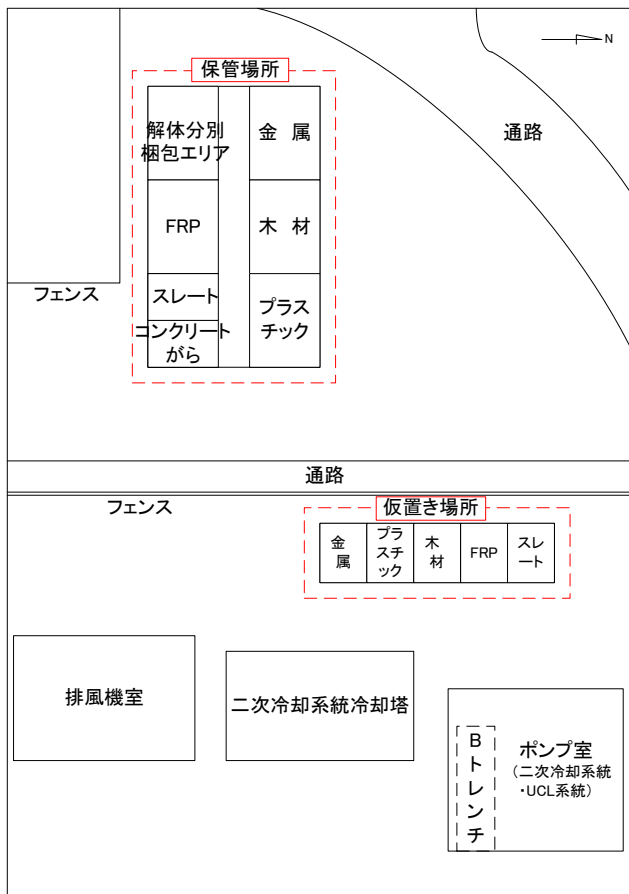 N
保管場所
通路
解体分別
梱包エリア
金 属
FRP
木 材
スレート
プラス
チック
コンクリート
がら
フェンス
通路
フェンス
仮置き場所
金
属
プラ
スチ
ック
木
材
FRP
スレ
ート
排風機室
二次冷却系統冷却塔
Bトレンチ
ポンプ室
（二次冷却系統
・UCL系統）